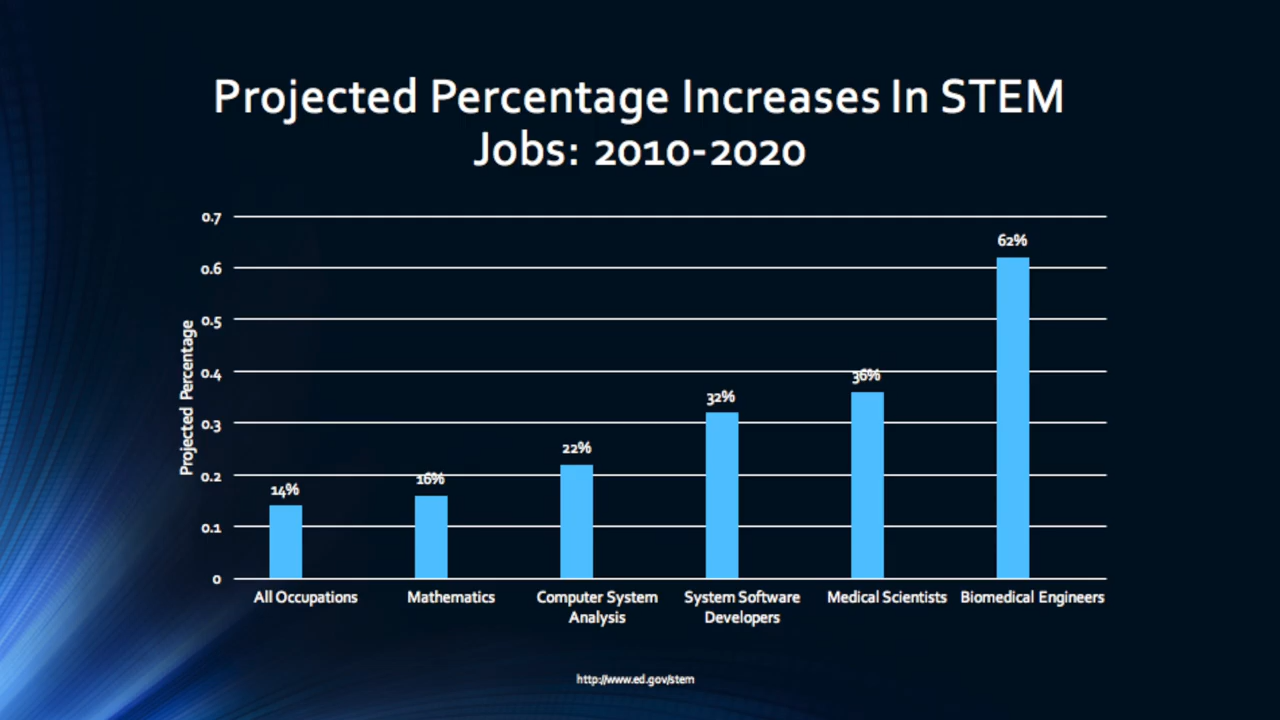 Projected Percentage Increases In STEM
Jobs: 2010-2020
Projected Percentage
0.7
0.6
0.5
0.4
0.3
0.2
0.1
0
14%
16%
22%
32%
36%
62%
All Occupations
Mathematics
Computer System
Analysis
System Software
Developers
Medical Scientists
Biomedical Engineers
http://www.ed.gov/stem